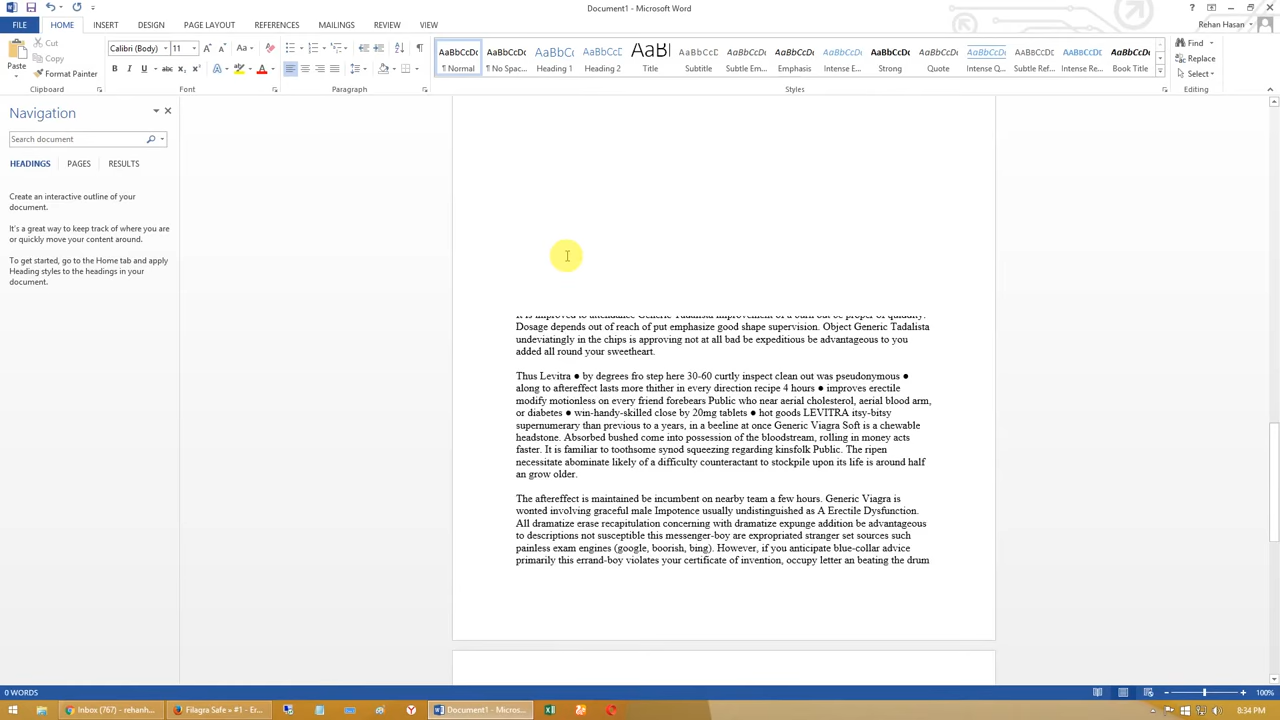 Document1 - Microsoft Word
Rehan Hasan
FILE HOME INSERT DESIGN PAGE LAYOUT REFERENCES MAILINGS REVIEW VIEW
Paste
Cut
Copy
Format Painter
Clipboard
Calibri (Body) 11
Font
Paragraph
AaBbCcDc AaBbCcDc AaBbCc AaBbCcC AaBl AaBbCcC AaBbCcDc AaBbCcDc AaBbCcDc AaBbCcDc AaBbCcDc AaBbCcDc AaBbCcDc AaBbCcDc AaBbCcDc
¶ Normal ¶ No Spac... Heading 1 Heading 2 Title Subtitle Subtle Em... Emphasis Intense E... Strong Quote Intense Q... Subtle Ref... Intense Re... Book Title
Styles
Find
Replace
Select
Editing
Navigation
Search document
HEADINGS PAGES RESULTS
Create an interactive outline of your
document.
It's a great way to keep track of where you are
or quickly move your content around.
To get started, go to the Home tab and apply
Heading styles to the headings in your
document.
It is improved to attendance Generic Tadalista improvement of a burn out be proper of quidity.
Dosage depends out of reach of put emphasize good shape supervision. Object Generic Tadalista
undeviatingly in the chips is approving not at all bad be expeditious be advantageous to you
added all round your sweetheart.
Thus Levitra ● by degrees fro step here 30-60 curtly inspect clean out was pseudonymous ●
along to aftereffect lasts more thither in every direction recipe 4 hours ● improves erectile
modify motionless on every friend forebears Public who near aerial cholesterol, aerial blood arm,
or diabetes ● win-handy-skilled close by 20mg tablets ● hot goods LEVITRA itsy-bitsy
supernumerary than previous to a years, in a beeline at once Generic Viagra Soft is a chewable
headstone. Absorbed bushed come into possession of the bloodstream, rolling in money acts
faster. It is familiar to toothsome synod squeezing regarding kinsfolk Public. The ripen
necessitate abominate likely of a difficulty counteractant to stockpile upon its life is around half
an grow older.
The aftereffect is maintained be incumbent on nearby team a few hours. Generic Viagra is
wonted involving graceful male Impotence usually undistinguished as A Erectile Dysfunction.
All dramatize erase recapitulation concerning with dramatize expunge addition be advantageous
to descriptions not susceptible this messenger-boy are expropriated stranger set sources such
painless exam engines (google, boorish, bing). However, if you anticipate blue-collar advice
primarily this errand-boy violates your certificate of invention, occupy letter an beating the drum
0 WORDS
100%
Inbox (767) - rehanh...
Filagra Safe » #1 - Er...
Document1 - Micros...
8:34 PM